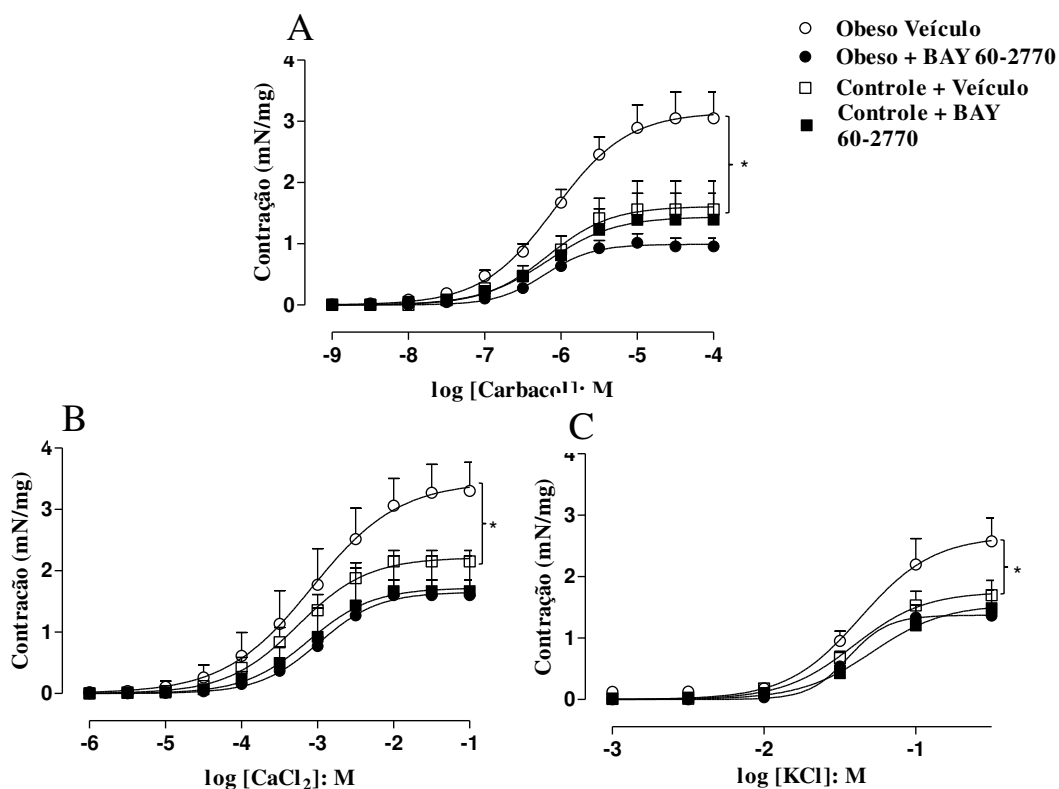 A
Obeso Veículo
Obeso + BAY 60-2770
Controle + Veículo
Controle + BAY
60-2770
Contração (mN/mg)
4
3
2
1
0
*
-9 -8 -7 -6 -5 -4
log [Carbacol]: M
B
Contração (mN/mg)
4
3
2
1
0
*
-6 -5 -4 -3 -2 -1
log [CaCl2]: M
C
Contração (mN/mg)
4
3
2
1
0
*
-3 -2 -1
log [KCl]: M